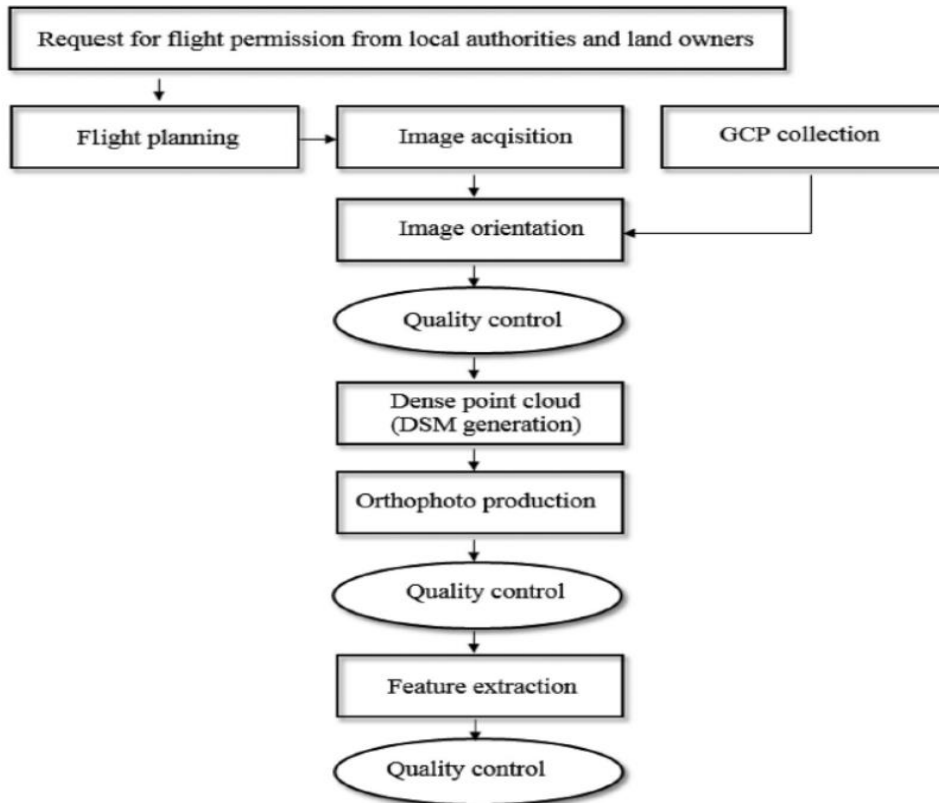 Request for flight permission from local authorities and land owners
Flight planning
Image acqisition
GCP collection
Image orientation
Quality control
Dense point cloud
(DSM generation)
Orthophoto production
Quality control
Feature extraction
Quality control